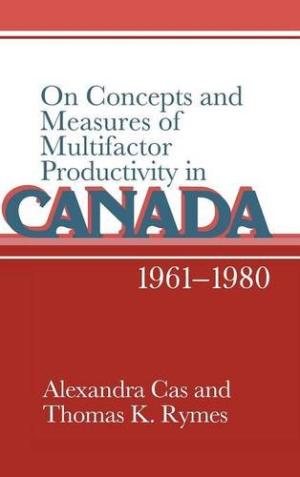 On Concepts and
Measures of
Multifactor
Productivity in
CANADA
1961–1980
Alexandra Cas and
Thomas K. Rymes